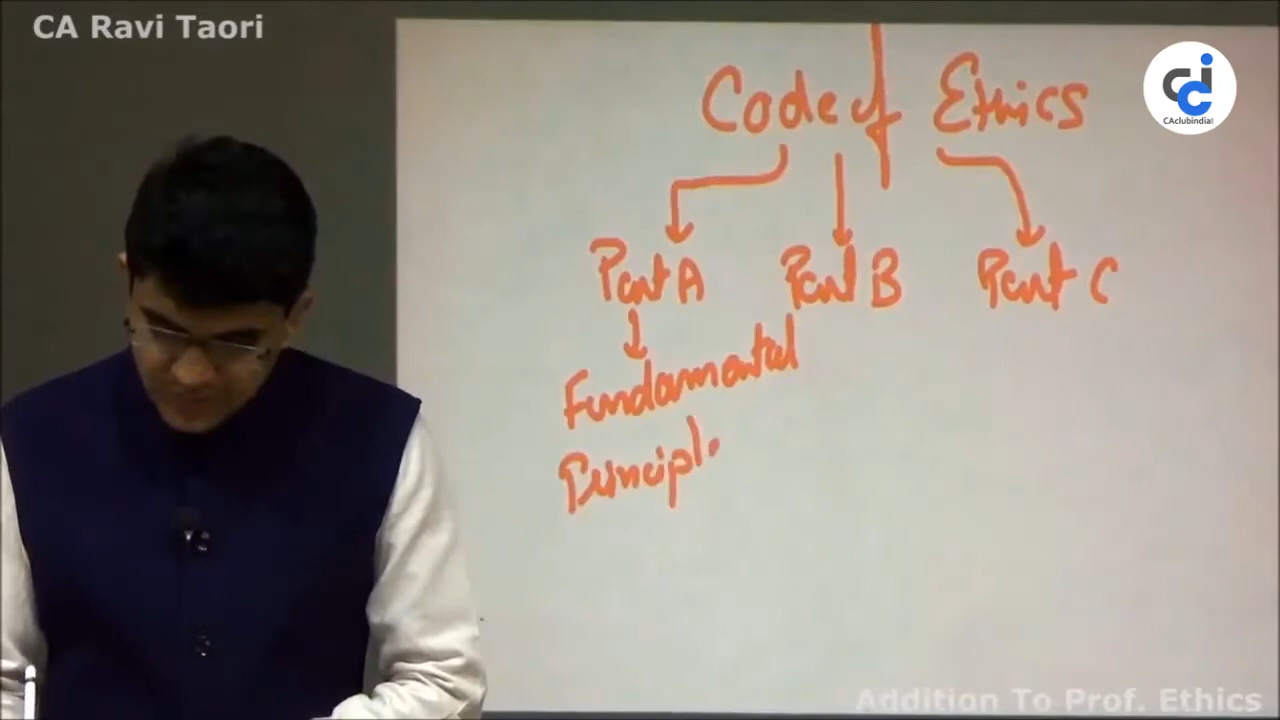 CA Ravi Taori
CAclubindia
Code of Ethics
Part A Part B Part C
Fundamental
Principl
Addition To Prof. Ethics